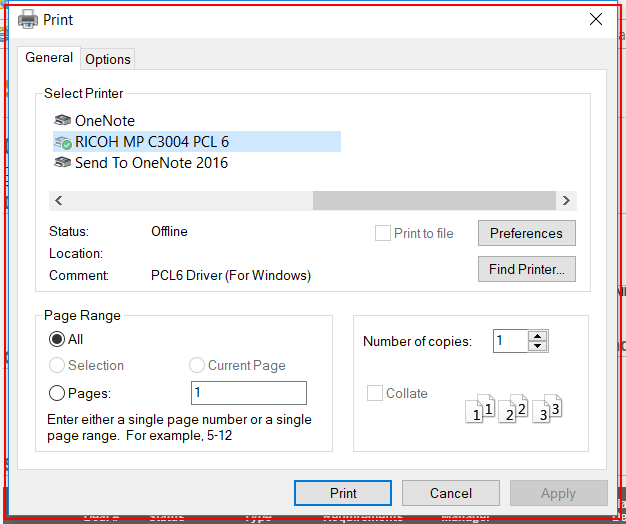 Print
General
Options
Select Printer
OneNote
RICOH MP C3004 PCL 6
Send To OneNote 2016
Status: Offline
Print to file
Preferences
Location:
Comment: PCL6 Driver (For Windows)
Find Printer...
Page Range
All
Selection
Current Page
Pages: 1
Enter either a single page number or a single
page range. For example, 5-12
Number of copies: 1
Collate
1 1 2 2 3 3
Print
Cancel
Apply